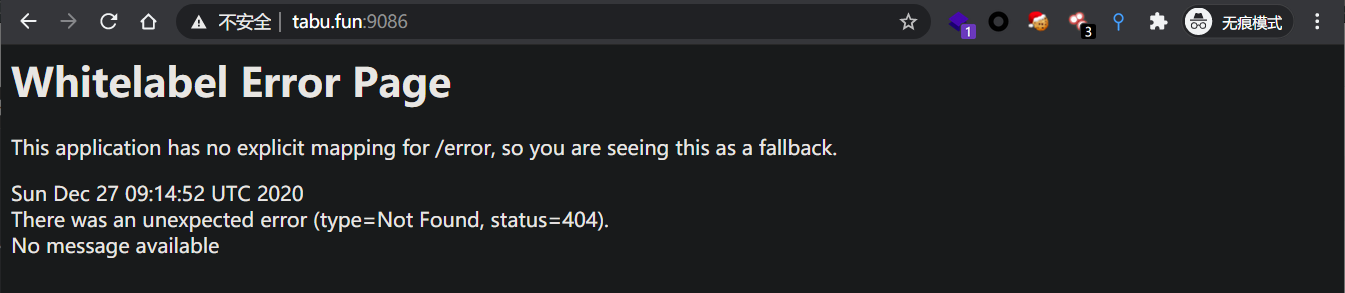 不安全 | tabu.fun:9086
1
3
无痕模式
Whitelabel Error Page
This application has no explicit mapping for /error, so you are seeing this as a fallback.
Sun Dec 27 09:14:52 UTC 2020
There was an unexpected error (type=Not Found, status=404).
No message available